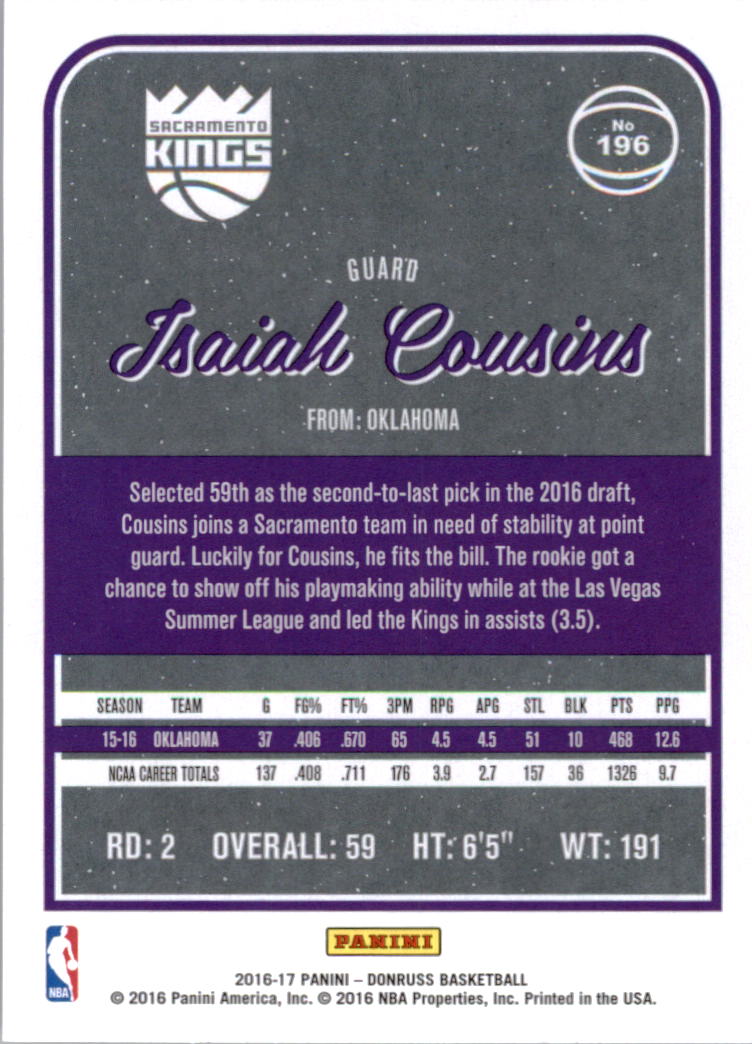 SACRAMENTO
KINGS
No
196
GUARD
Isaiah Cousins
FROM: OKLAHOMA
Selected 59th as the second-to-last pick in the 2016 draft,
Cousins joins a Sacramento team in need of stability at point
guard. Luckily for Cousins, he fits the bill. The rookie got a
chance to show off his playmaking ability while at the Las Vegas
Summer League and led the Kings in assists (3.5).
SEASON TEAM G FG% FT% 3PM RPG APG STL BLK PTS PPG
15-16 OKLAHOMA 37 .406 .670 65 4.5 4.5 51 10 468 12.6
NCAA CAREER TOTALS 137 .408 .711 176 3.9 2.7 157 36 1326 9.7
RD: 2 OVERALL: 59 HT: 6'5" WT: 191
NBA
PANINI
2016-17 PANINI – DONRUSS BASKETBALL
© 2016 Panini America, Inc. © 2016 NBA Properties, Inc. Printed in the USA.